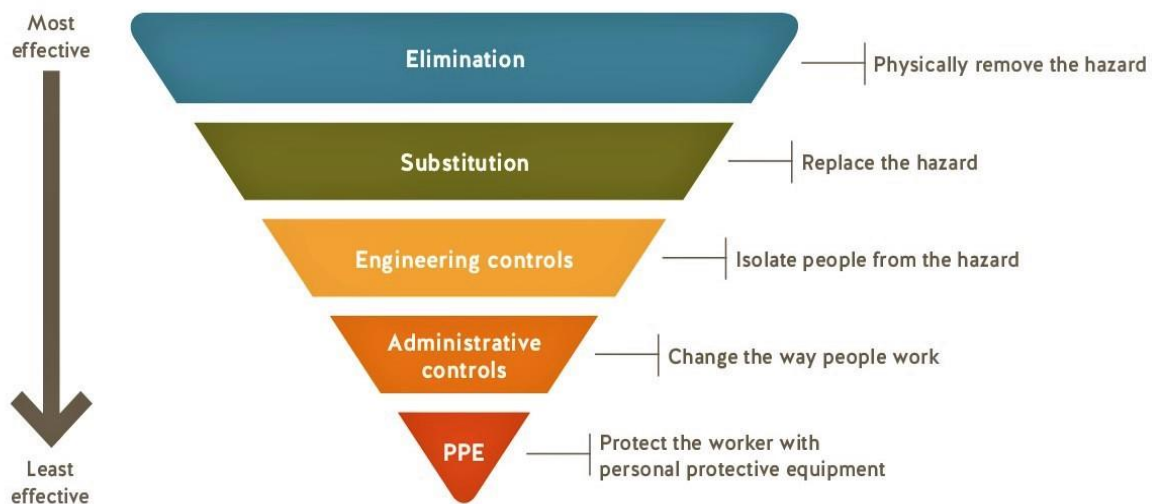 Most
effective
Elimination
Physically remove the hazard
Substitution
Replace the hazard
Engineering controls
Isolate people from the hazard
Administrative
controls
Change the way people work
PPE
Protect the worker with
personal protective equipment
Least
effective